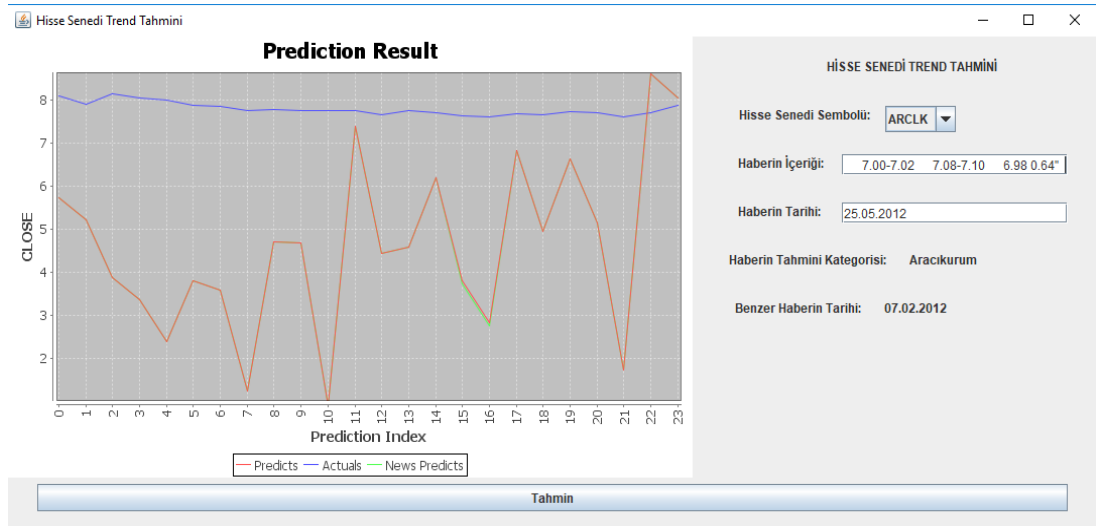 Hisse Senedi Trend Tahmini
Prediction Result
8
7
6
5
4
3
2
CLOSE
0 1 2 3 4 5 6 7 8 9 10 11 12 13 14 15 16 17 18 19 20 21 22 23
Prediction Index
Predicts Actuals News Predicts
HİSSE SENEDİ TREND TAHMİNİ
Hisse Senedi Sembolü: ARCLK
Haberin İçeriği: 7.00-7.02 7.08-7.10 6.98 0.64"
Haberin Tarihi: 25.05.2012
Haberin Tahmini Kategorisi: Aracıkurum
Benzer Haberin Tarihi: 07.02.2012
Tahmin